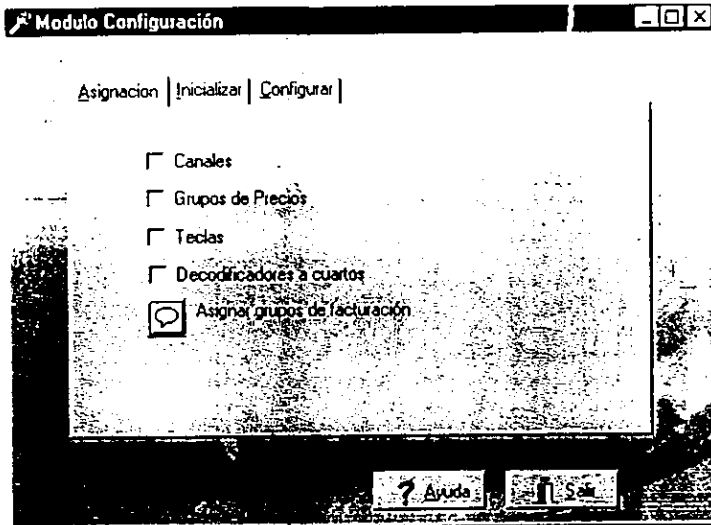 Modulo Configuración
Asignacion Inicializar Configurar
Canales
Grupos de Precios
Teclas
Decodificadores a cuartos
Asignar grupos de facturación
? Ayuda Salir